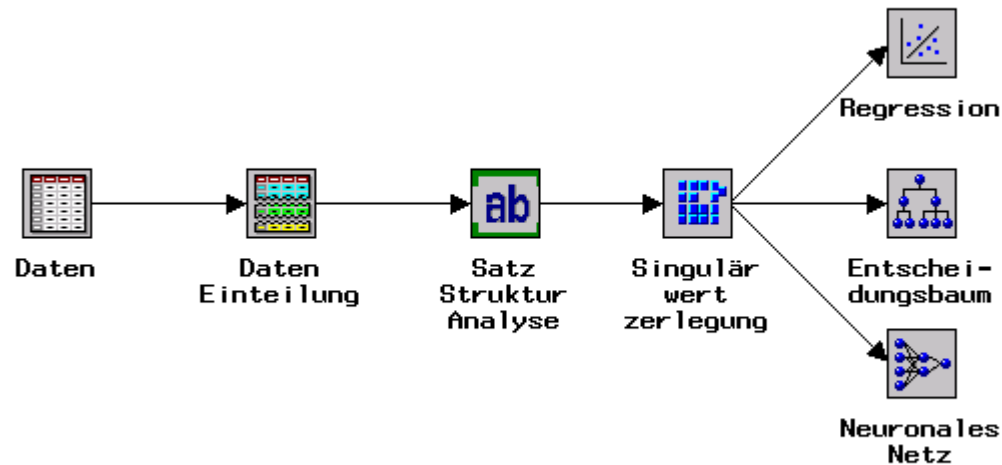 Regression
Daten
Daten
Einteilung
ab
Satz
Struktur
Analyse
Singulär
wert
zerlegung
Entschei-
dungsbaum
Neuronales
Netz